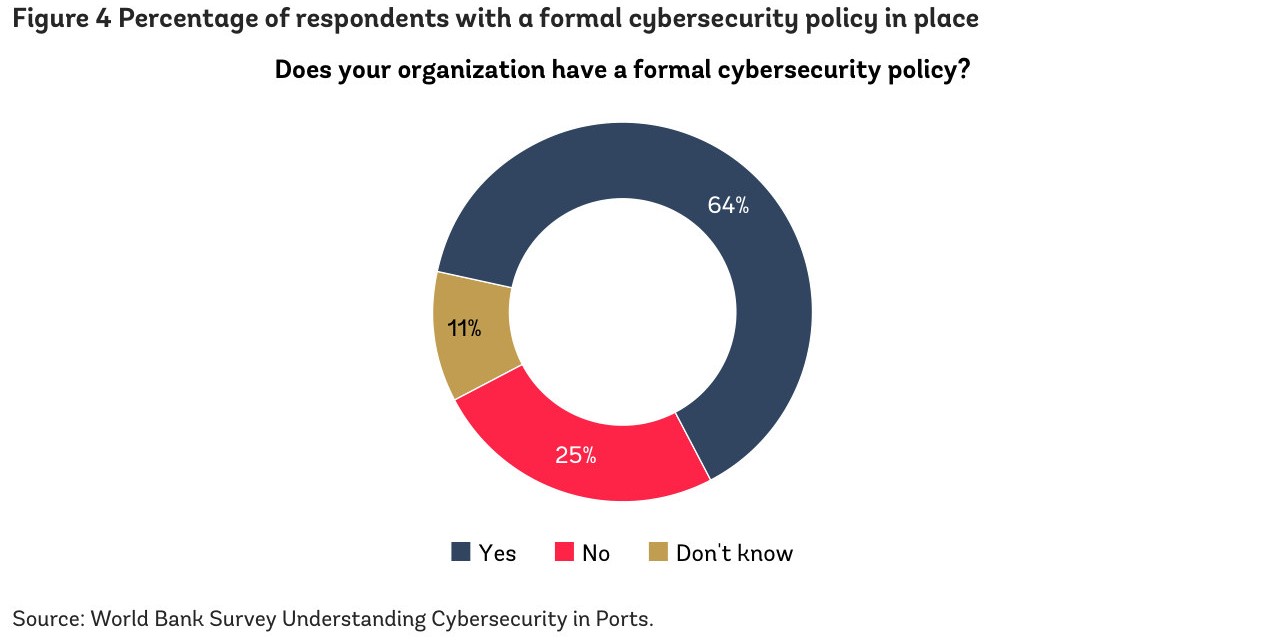 Figure 4 Percentage of respondents with a formal cybersecurity policy in place
Does your organization have a formal cybersecurity policy?
64%
11%
25%
Yes No Don't know
Source: World Bank Survey Understanding Cybersecurity in Ports.